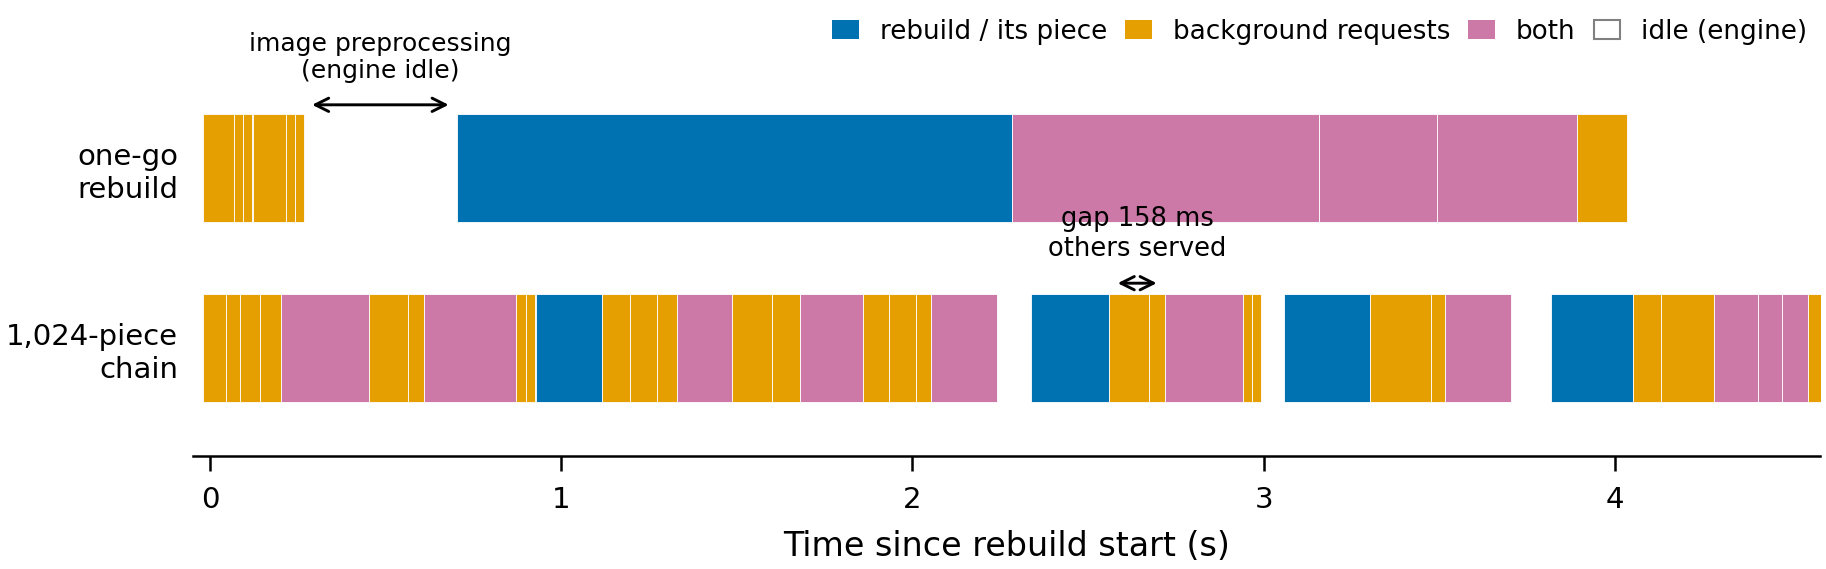 rebuild / its piece
background requests
both
idle (engine)
image preprocessing
(engine idle)
one-go
rebuild
gap 158 ms
others served
1,024-piece
chain
0
1
2
3
4
Time since rebuild start (s)